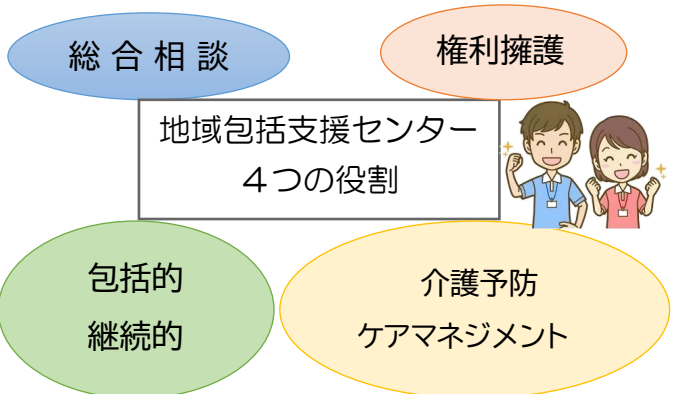 総合相談
権利擁護
地域包括支援センター
４つの役割
包括的
継続的
介護予防
ケアマネジメント